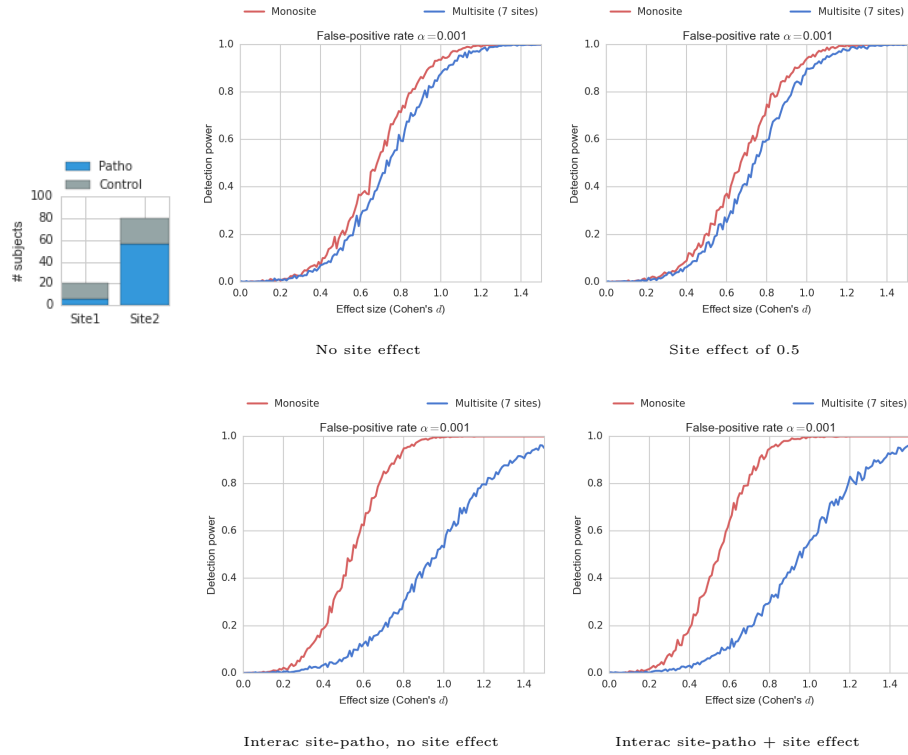 Monosite
Multisite (7 sites)
False-positive rate α=0.001
1.0
0.8
0.6
0.4
0.2
0.0
Detection power
0.0 0.2 0.4 0.6 0.8 1.0 1.2 1.4
Effect size (Cohen's d)
No site effect
Monosite
Multisite (7 sites)
False-positive rate α=0.001
1.0
0.8
0.6
0.4
0.2
0.0
Detection power
0.0 0.2 0.4 0.6 0.8 1.0 1.2 1.4
Effect size (Cohen's d)
Site effect of 0.5
Patho
Control
100
80
60
40
20
0
# subjects
Site1 Site2
Monosite
Multisite (7 sites)
False-positive rate α=0.001
1.0
0.8
0.6
0.4
0.2
0.0
Detection power
0.0 0.2 0.4 0.6 0.8 1.0 1.2 1.4
Effect size (Cohen's d)
Interac site-patho, no site effect
Monosite
Multisite (7 sites)
False-positive rate α=0.001
1.0
0.8
0.6
0.4
0.2
0.0
Detection power
0.0 0.2 0.4 0.6 0.8 1.0 1.2 1.4
Effect size (Cohen's d)
Interac site-patho + site effect